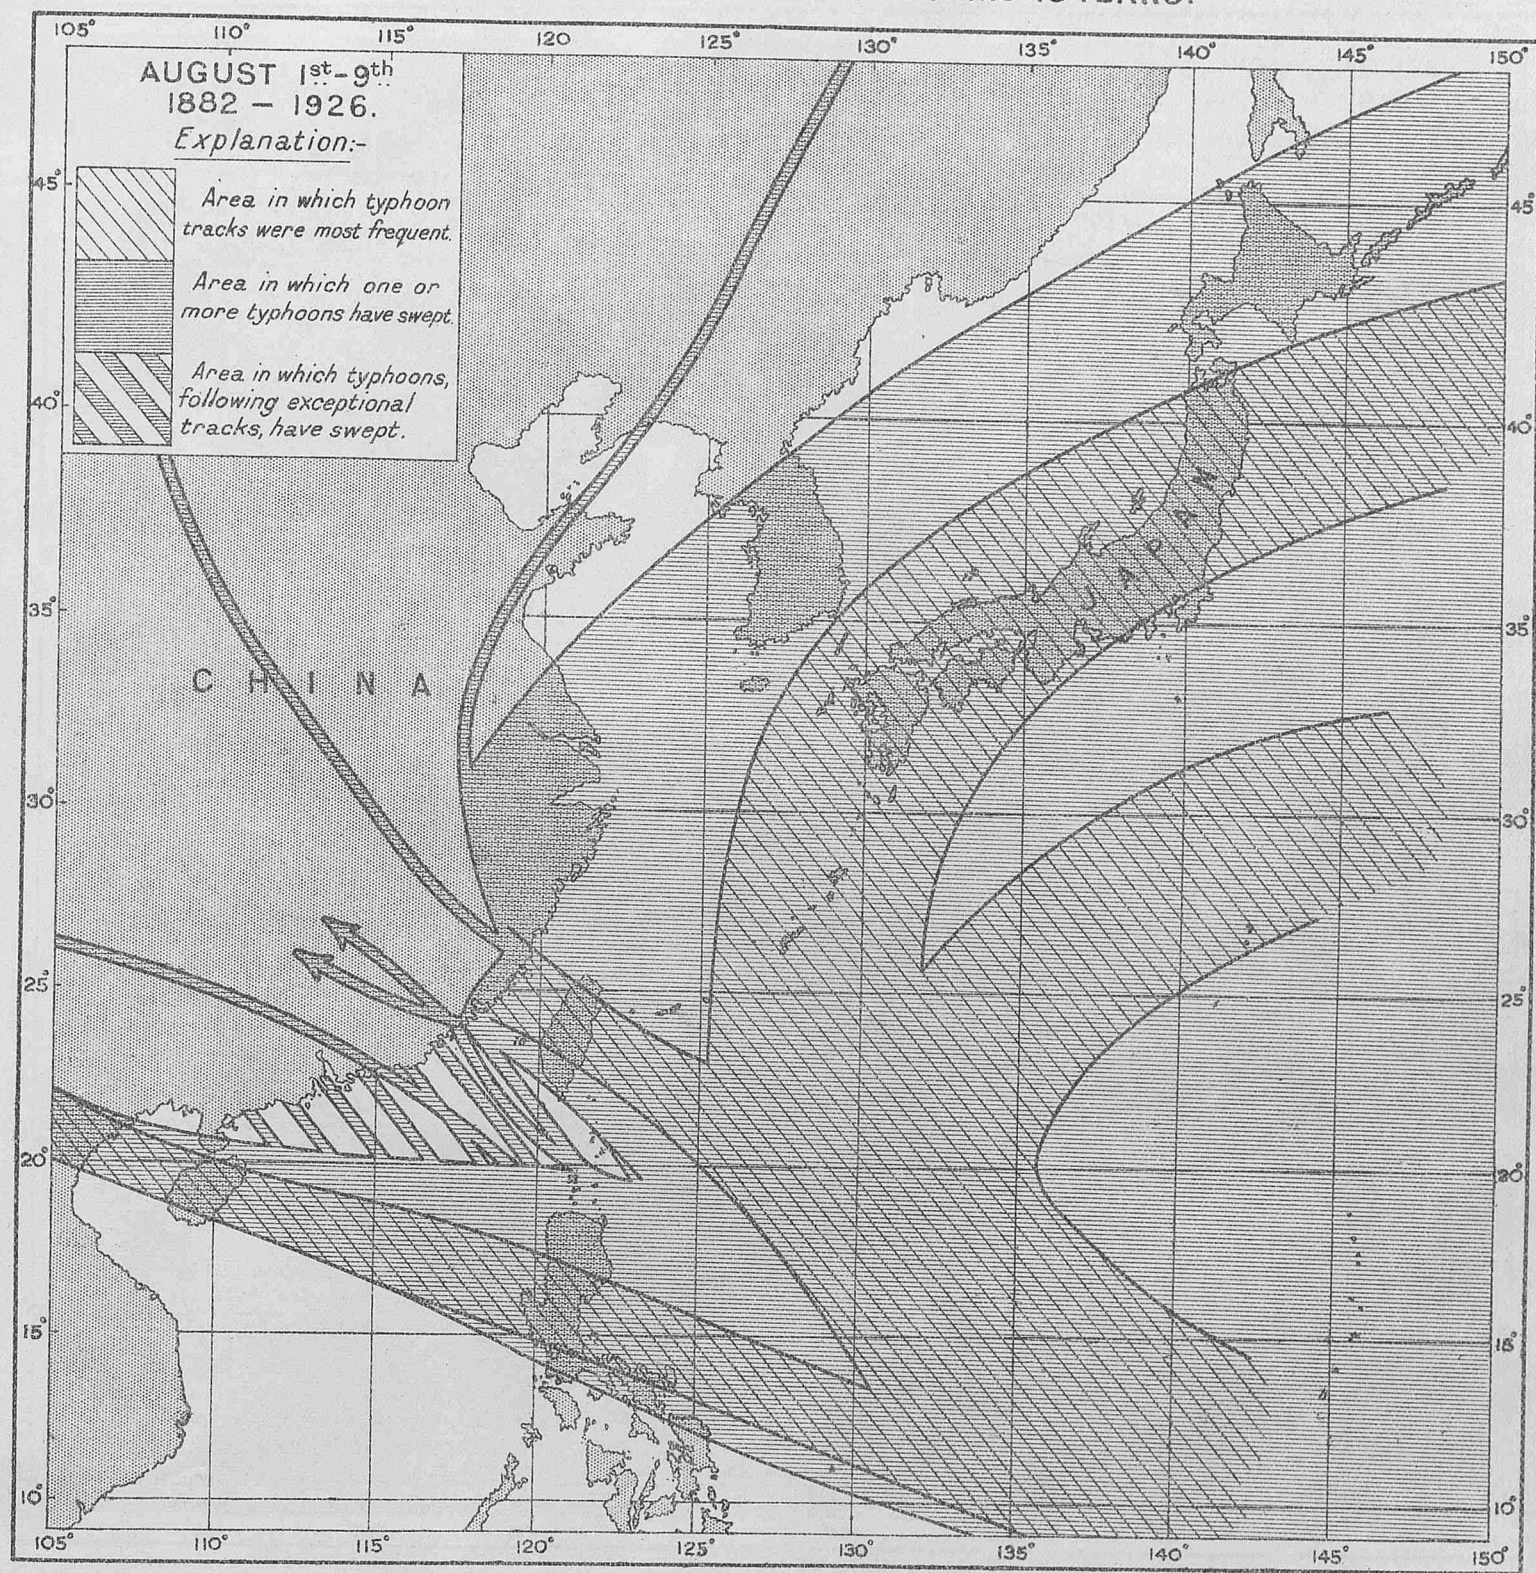 105° 110° 115° 120° 125° 130° 135° 140° 145° 150°
AUGUST 1st-9th
1882 — 1926.
Explanation:-
Area in which typhoon
tracks were most frequent.
Area in which one or
more typhoons have swept.
Area in which typhoons,
following exceptional
tracks, have swept.
45° 45°
40° 40°
JAPAN
35° 35°
CHINA
30° 30°
25° 25°
20° 20°
15° 15°
10° 10°
105° 110° 115° 120° 125° 130° 135° 140° 145° 150°